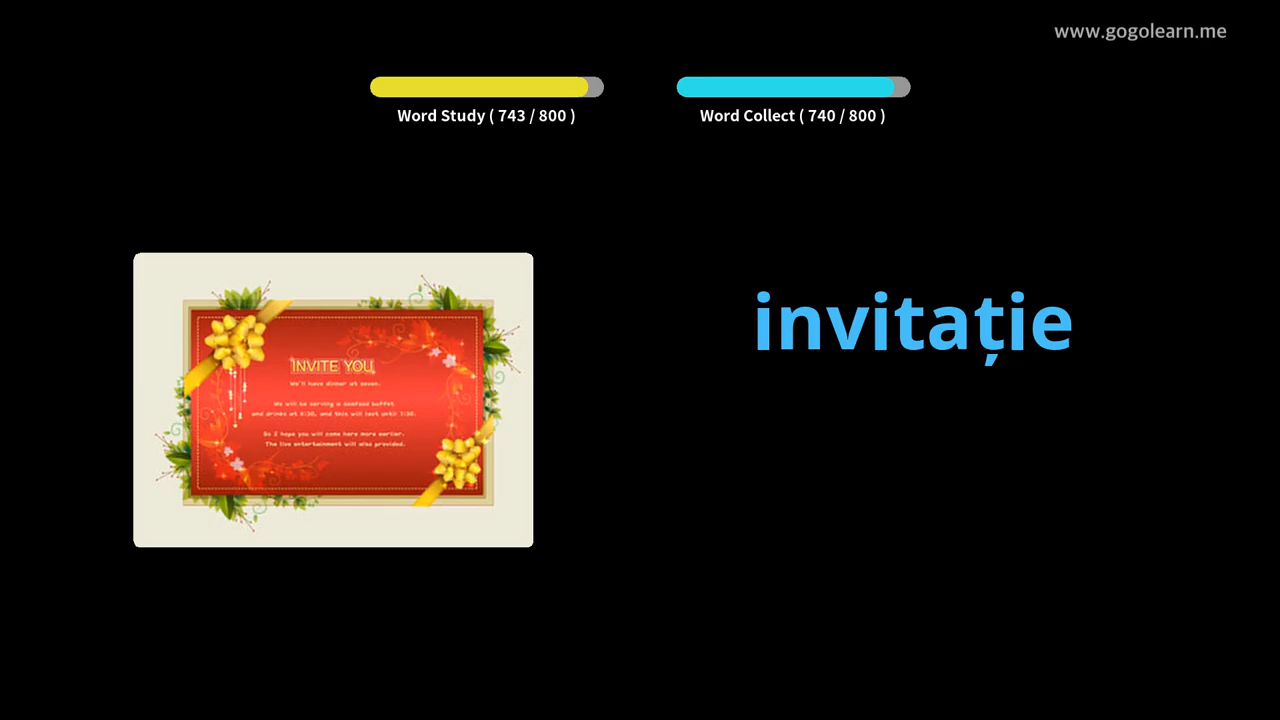 www.gogolearn.me
Word Study ( 743 / 800 )
Word Collect ( 740 / 800 )
invitație
INVITE YOU
We'll have dinner at seven.
We will be serving a seafood buffet
and drinks at 6:30, and this will last until 7:30.
So I hope you will come here more earlier.
The live entertainment will also provided.